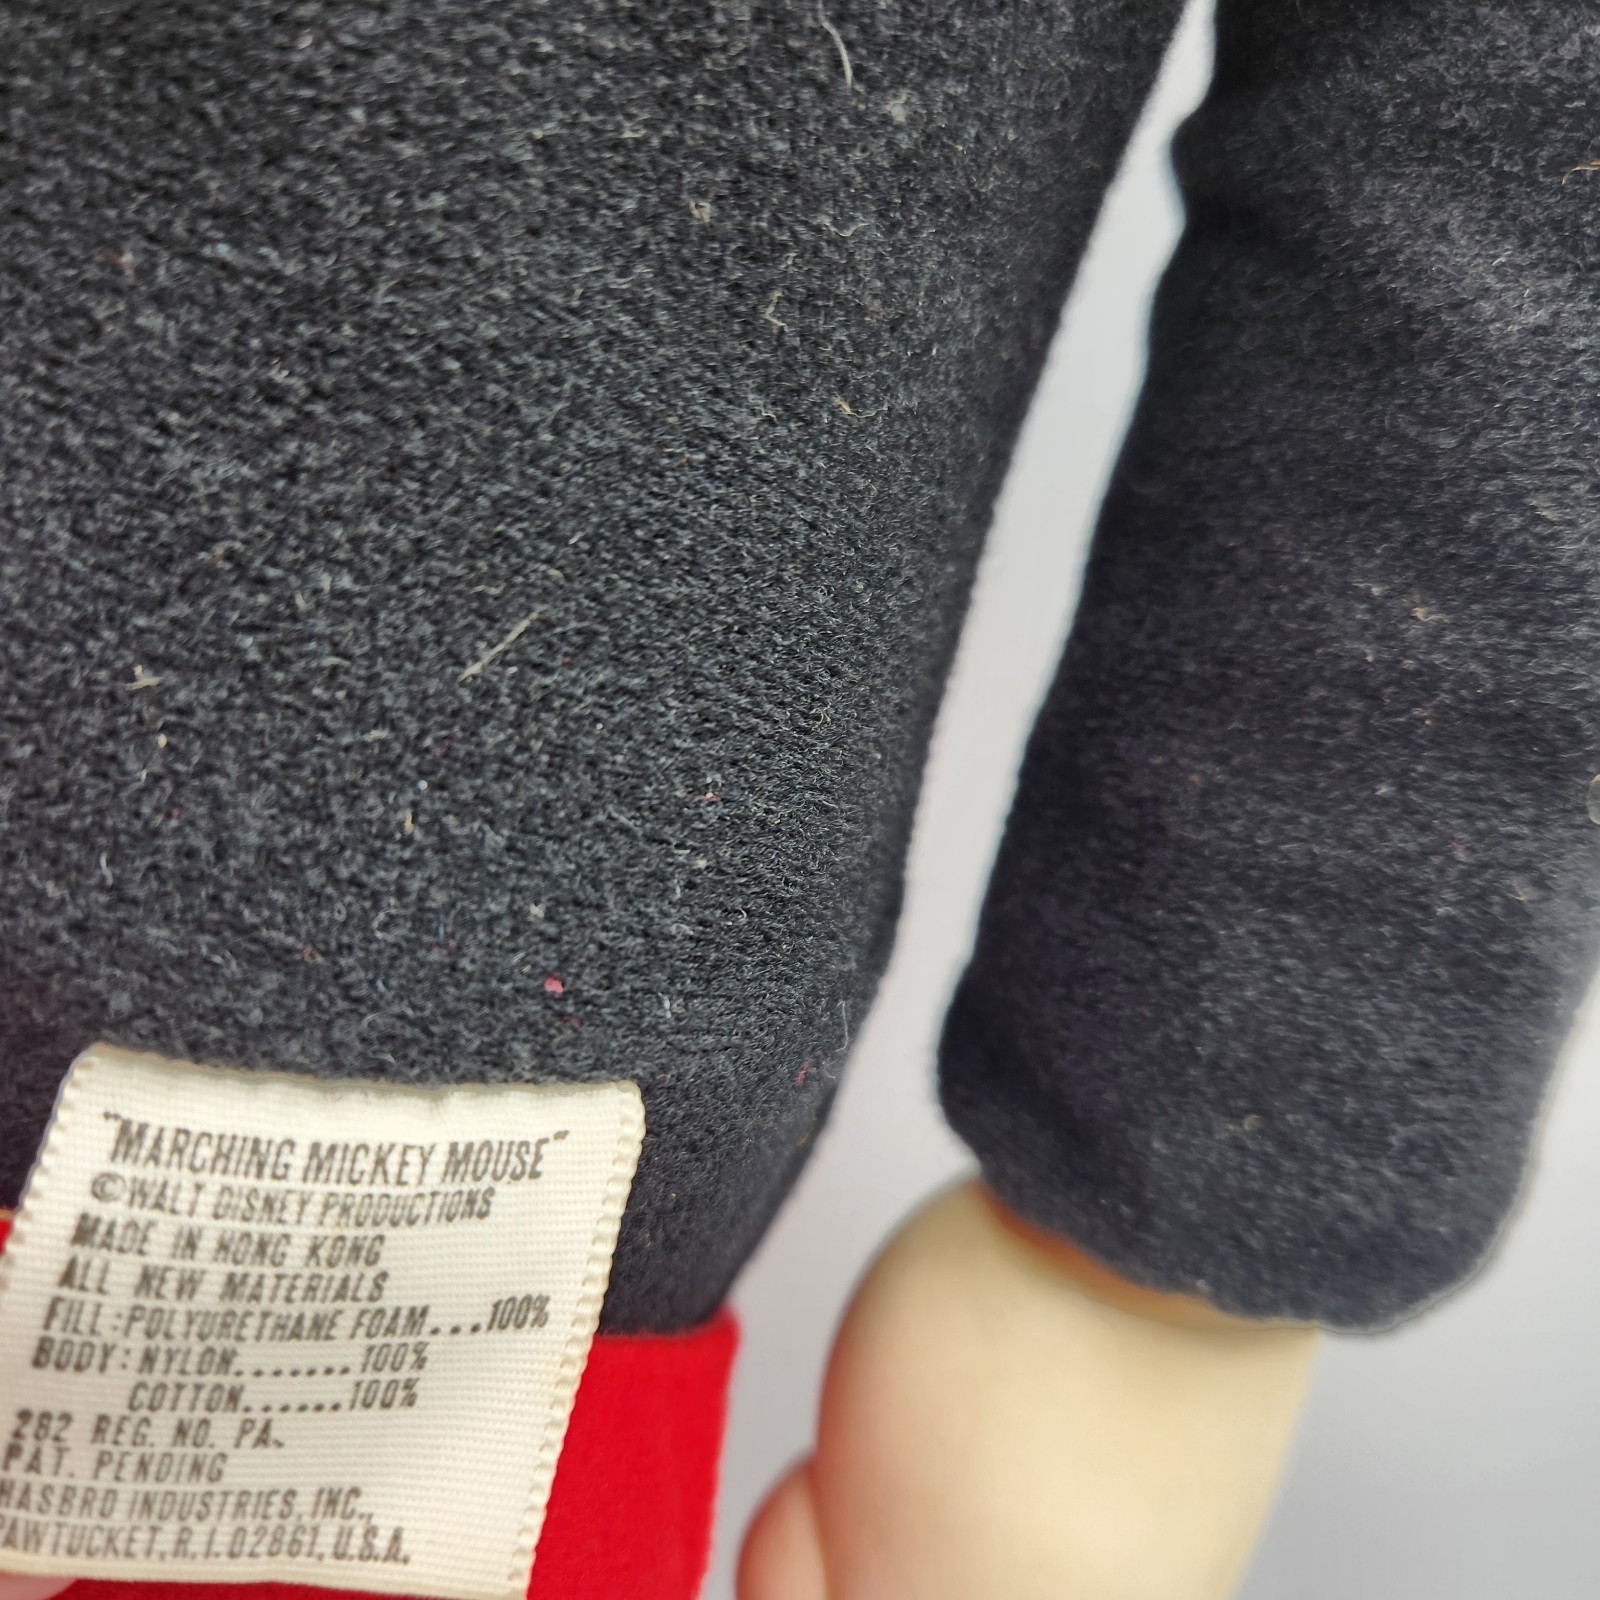 "MARCHING MICKEY MOUSE"
©WALT DISNEY PRODUCTIONS
MADE IN HONG KONG
ALL NEW MATERIALS
FILL:POLYURETHANE FOAM...100%
BODY:NYLON.......100%
COTTON......100%
282 REG. NO. PA.
PAT. PENDING
HASBRO INDUSTRIES, INC.,
PAWTUCKET, R.I. 02861, U.S.A.